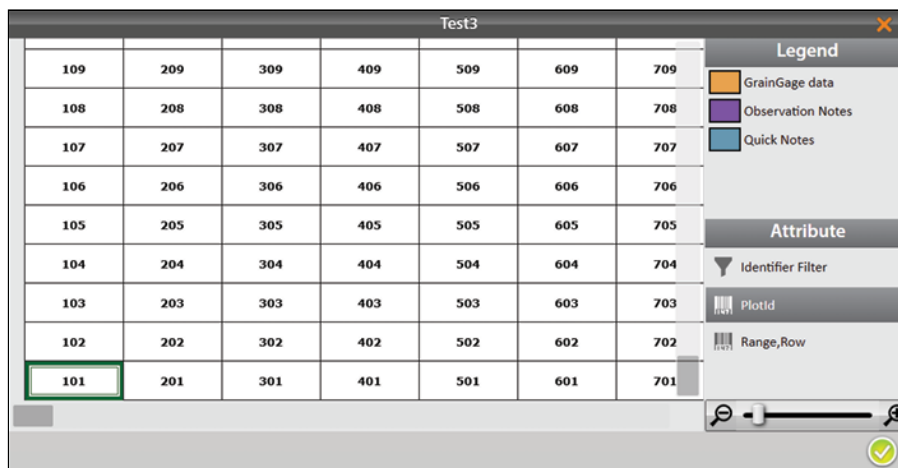 Test3
109 209 309 409 509 609 709
108 208 308 408 508 608 708
107 207 307 407 507 607 707
106 206 306 406 506 606 706
105 205 305 405 505 605 705
104 204 304 404 504 604 704
103 203 303 403 503 603 703
102 202 302 402 502 602 702
101 201 301 401 501 601 701
Legend
GrainGage data
Observation Notes
Quick Notes
Attribute
Identifier Filter
PlotId
Range,Row